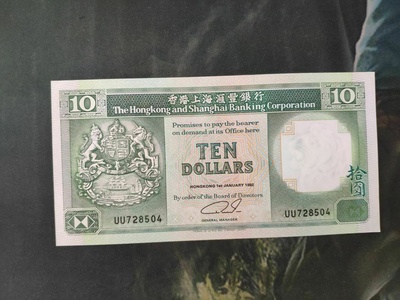 10 香港上海滙豐銀行 10
The Hongkong and Shanghai Banking Corporation
Promises to pay the bearer
on demand at its Office here
TEN
DOLLARS
HONGKONG 1st JANUARY
By order of the Board of Directors
拾
圓
UU728504
GENERAL MANAGER
UU728504